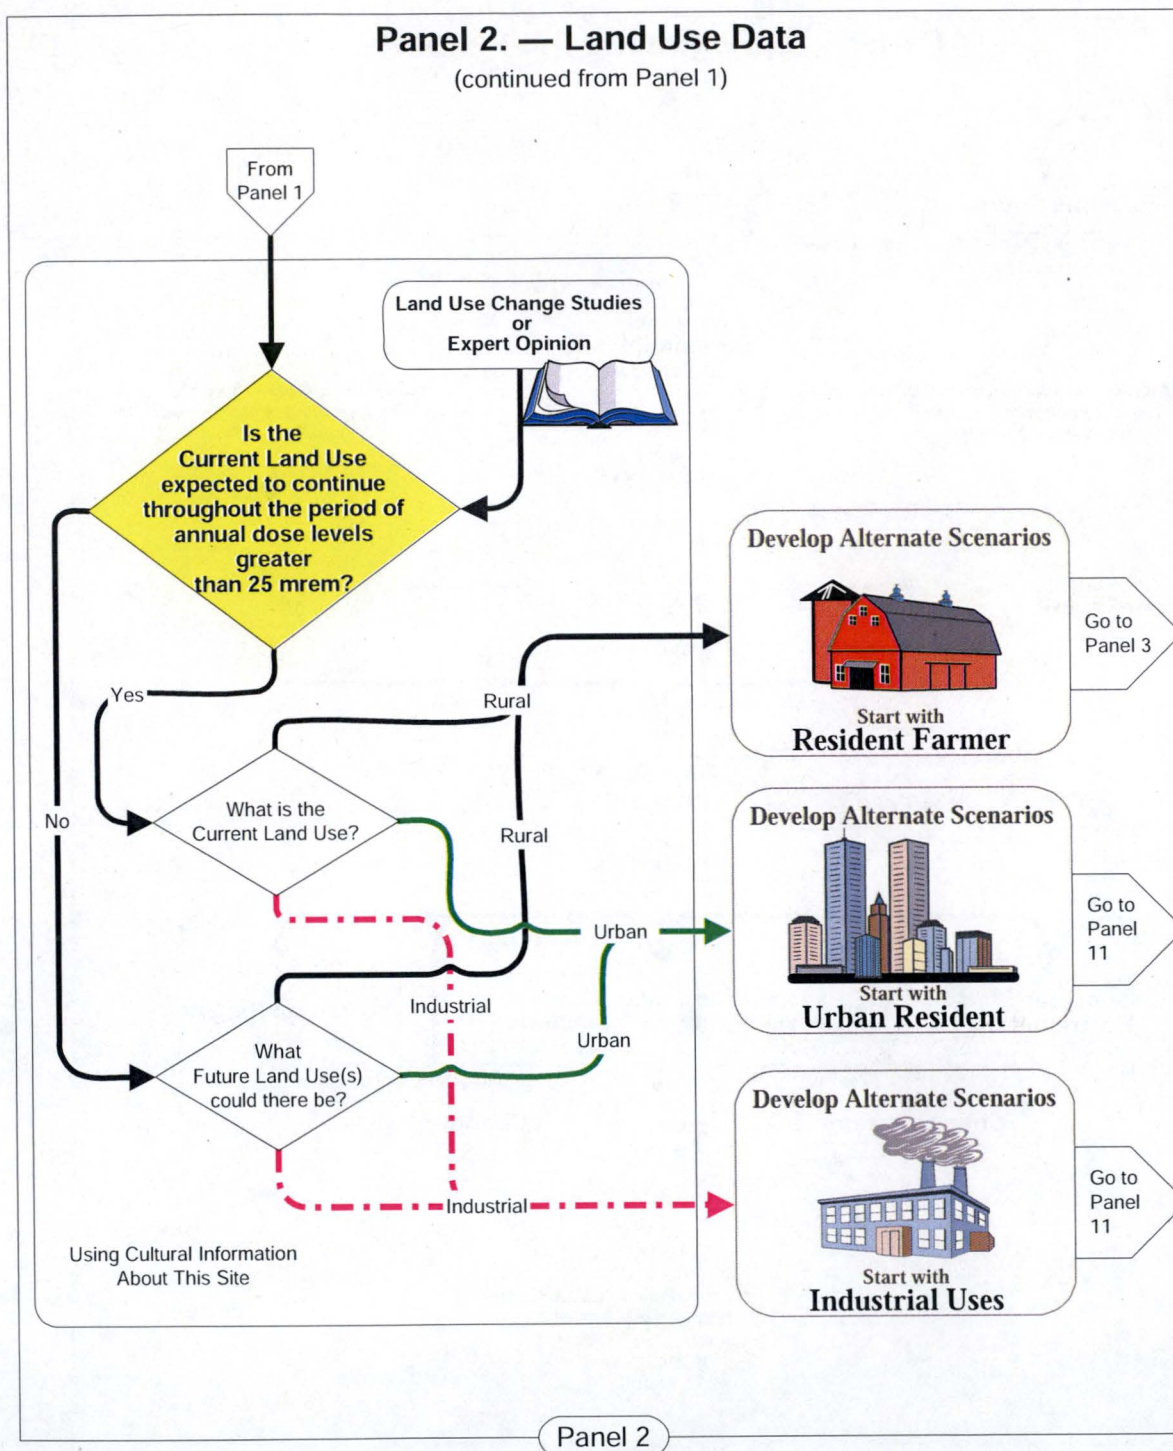 Panel 2. — Land Use Data
(continued from Panel 1)
From
Panel 1
Land Use Change Studies
or
Expert Opinion
Is the
Current Land Use
expected to continue
throughout the period of
annual dose levels
greater
than 25 mrem?
Yes
No
What is the
Current Land Use?
Rural
Rural
Urban
Industrial
Urban
What
Future Land Use(s)
could there be?
Industrial
Using Cultural Information
About This Site
Develop Alternate Scenarios
Start with
Resident Farmer
Go to
Panel 3
Develop Alternate Scenarios
Start with
Urban Resident
Go to
Panel
11
Develop Alternate Scenarios
Start with
Industrial Uses
Go to
Panel
11
Panel 2